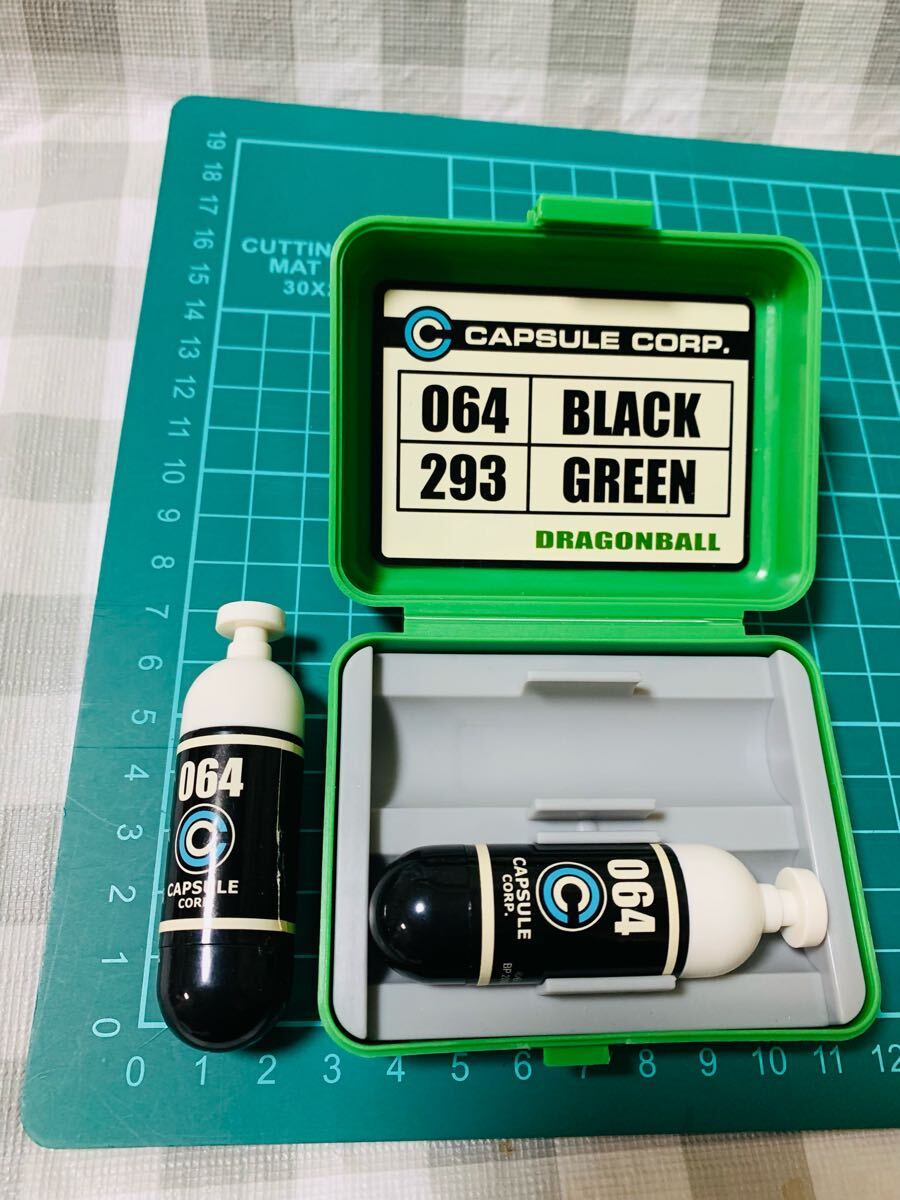 19
18
17
16
15
14
13
12
11
10
9
8
7
6
5
4
3
2
1
0
CUTTIN
MAT
30X
C CAPSULE CORP.
064 BLACK
293 GREEN
DRAGONBALL
064
C
CAPSULE
CORP.
064
C
CAPSULE
CORP.
0 1 2 3 4 5 6 7 8 9 10 11 12